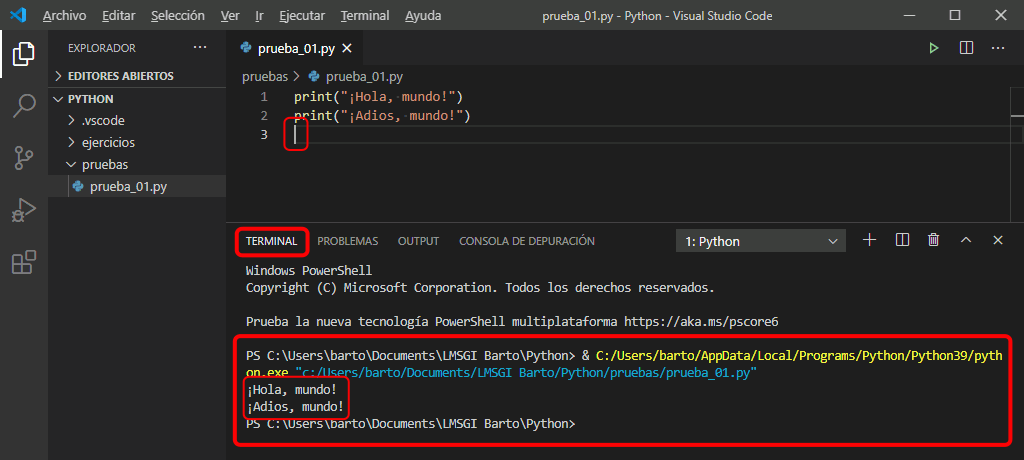 Archivo Editar Selección Ver Ir Ejecutar Terminal Ayuda prueba_01.py - Python - Visual Studio Code
EXPLORADOR
EDITORES ABIERTOS
PYTHON
.vscode
ejercicios
pruebas
prueba_01.py
prueba_01.py
pruebas > prueba_01.py
1 print("¡Hola, mundo!")
2 print("¡Adios, mundo!")
3
TERMINAL PROBLEMAS OUTPUT CONSOLA DE DEPURACIÓN 1: Python
Windows PowerShell
Copyright (C) Microsoft Corporation. Todos los derechos reservados.
Prueba la nueva tecnología PowerShell multiplataforma https://aka.ms/pscore6
PS C:\Users\barto\Documents\LMSGI Barto\Python> & C:/Users/barto/AppData/Local/Programs/Python/Python39/pyth
on.exe "c:/Users/barto/Documents/LMSGI Barto/Python/pruebas/prueba_01.py"
¡Hola, mundo!
¡Adios, mundo!
PS C:\Users\barto\Documents\LMSGI Barto\Python>